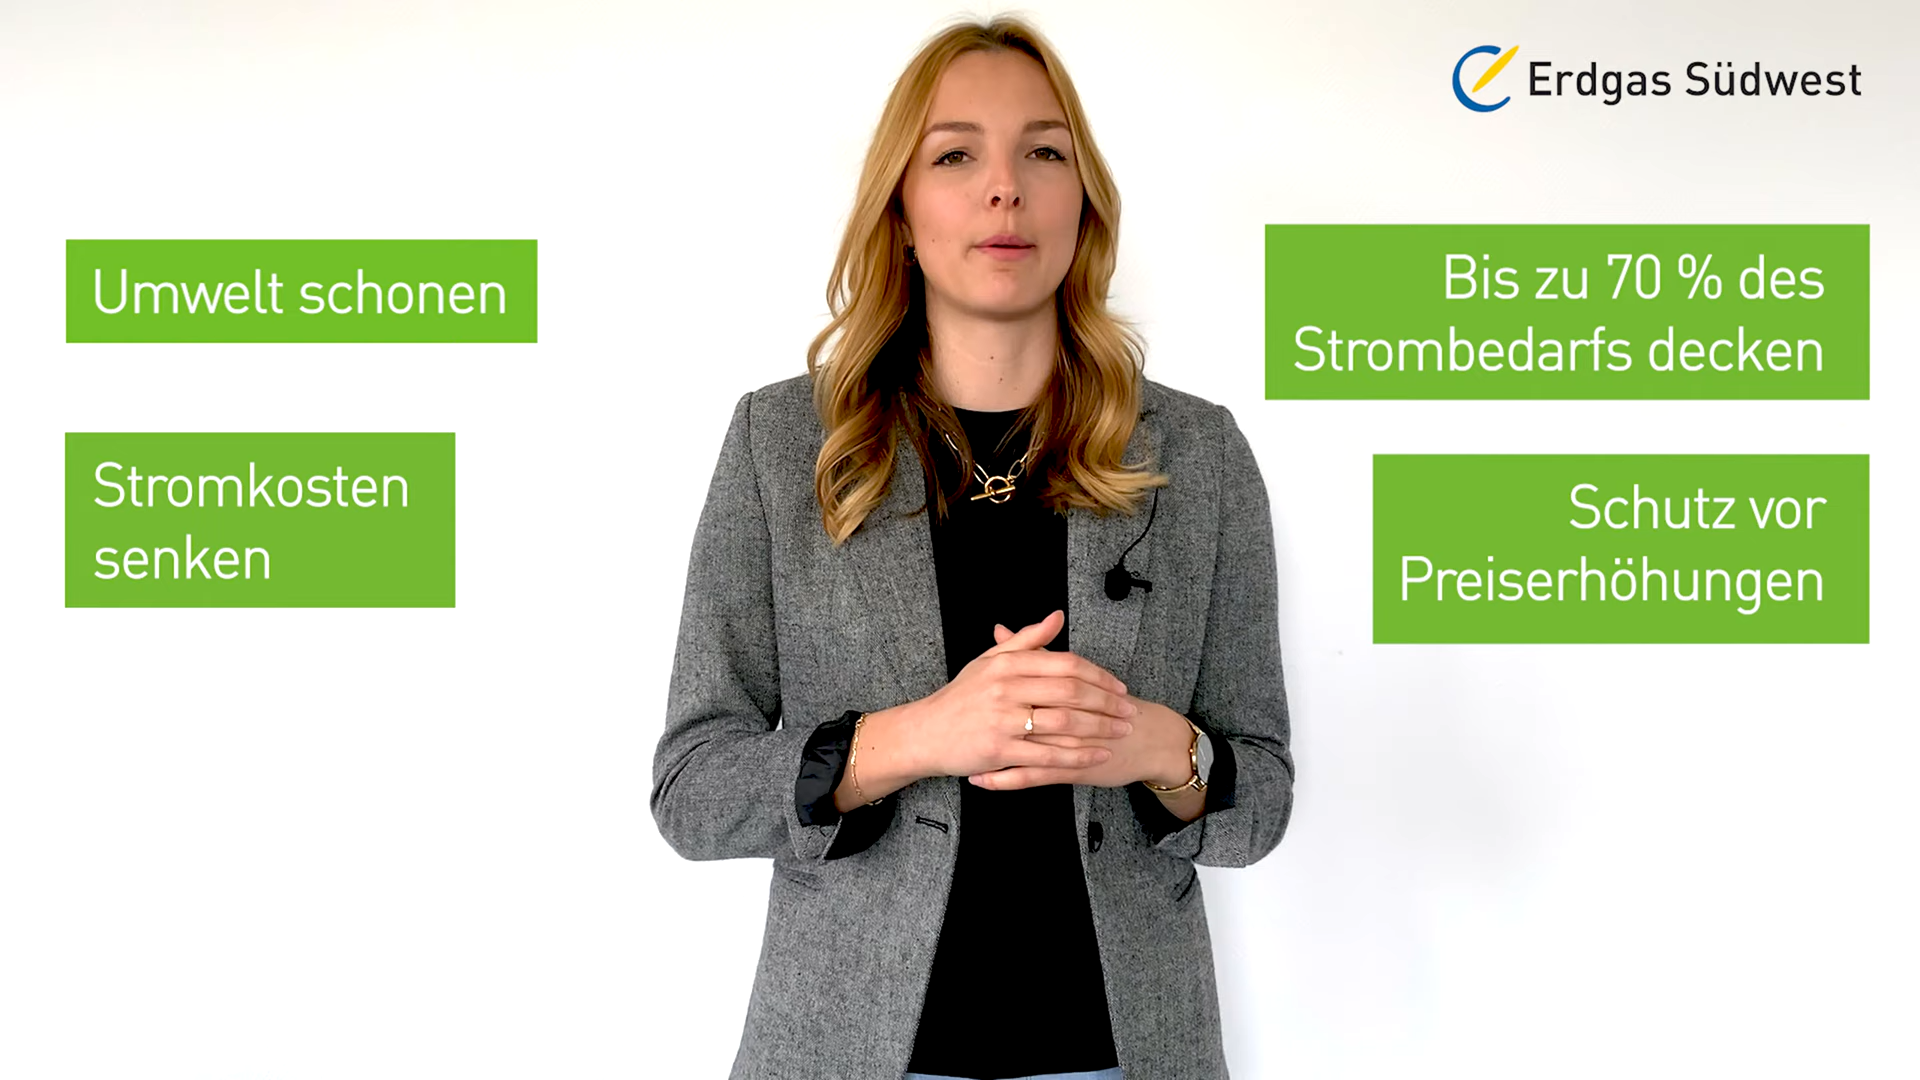 Erdgas Südwest
Umwelt schonen
Stromkosten
senken
Bis zu 70 % des
Strombedarfs decken
Schutz vor
Preiserhöhungen